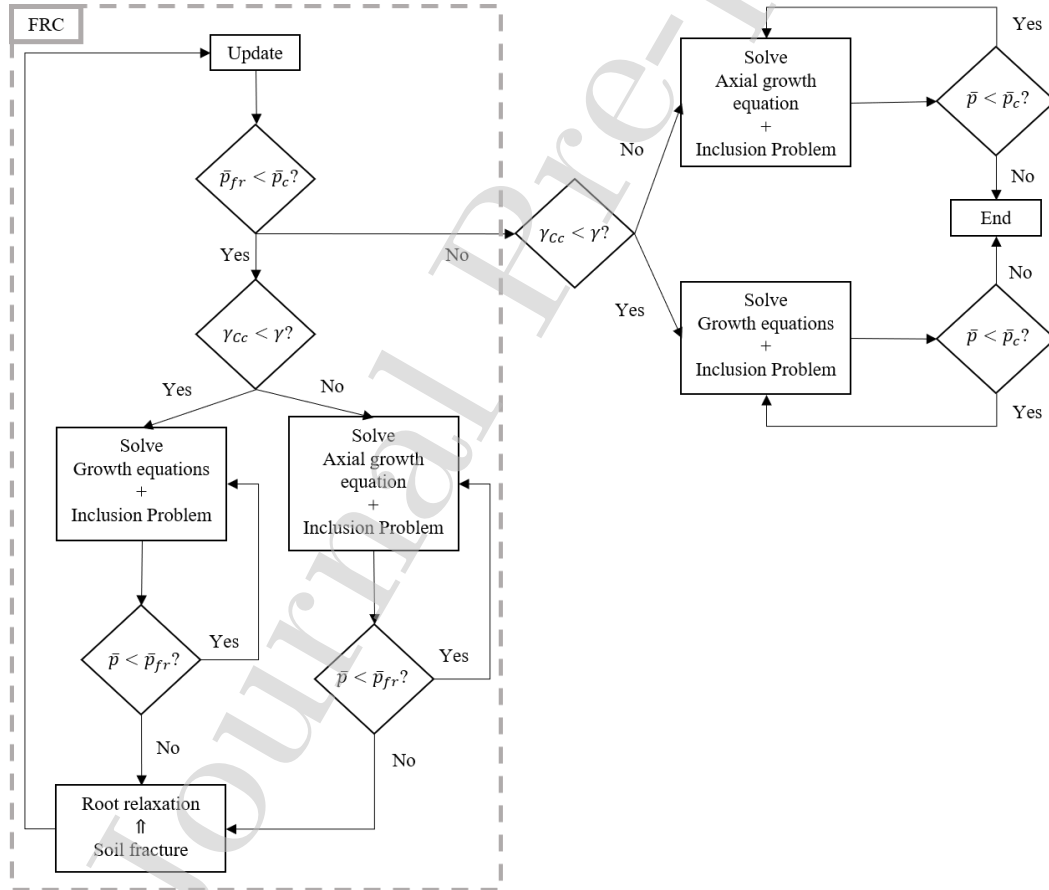 FRC
Update
p̄_fr < p̄_c?
Yes
No
γ_Cc < γ?
Yes
No
Solve
Growth equations
+
Inclusion Problem
Solve
Axial growth
equation
+
Inclusion Problem
p̄ < p̄_fr?
Yes
No
p̄ < p̄_fr?
Yes
No
Root relaxation
⇑
Soil fracture
γ_Cc < γ?
No
Yes
Solve
Axial growth
equation
+
Inclusion Problem
Yes
p̄ < p̄_c?
No
End
Solve
Growth equations
+
Inclusion Problem
No
p̄ < p̄_c?
Yes
Journal Pre-